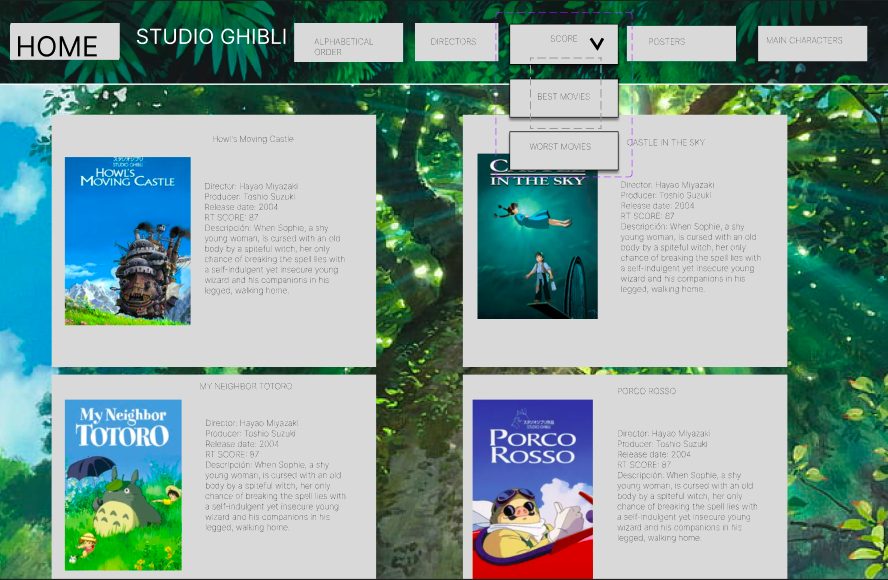 HOME
STUDIO GHIBLI
ALPHABETICAL
ORDER
DIRECTORS
SCORE
POSTERS
MAIN CHARACTERS
BEST MOVIES
WORST MOVIES
Howl's Moving Castle
スタジオジブリ
STUDIO GHIBLI
HOWL'S
MOVING CASTLE
Director: Hayao Miyazaki
Producer: Toshio Suzuki
Release date: 2004
RT SCORE: 87
Descripción: When Sophie, a shy
young woman, is cursed with an old
body by a spiteful witch, her only
chance of breaking the spell lies with
a self-indulgent yet insecure young
wizard and his companions in his
legged, walking home.
CASTLE IN THE SKY
CASTLE
IN THE SKY
Director: Hayao Miyazaki
Producer: Toshio Suzuki
Release date: 2004
RT SCORE: 87
Descripción: When Sophie, a shy
young woman, is cursed with an old
body by a spiteful witch, her only
chance of breaking the spell lies with
a self-indulgent yet insecure young
wizard and his companions in his
legged, walking home.
MY NEIGHBOR TOTORO
My Neighbor
TOTORO
Director: Hayao Miyazaki
Producer: Toshio Suzuki
Release date: 2004
RT SCORE: 87
Descripción: When Sophie, a shy
young woman, is cursed with an old
body by a spiteful witch, her only
chance of breaking the spell lies with
a self-indulgent yet insecure young
wizard and his companions in his
legged, walking home.
PORCO ROSSO
スタジオジブリ作品
STUDIO GHIBLI
PORCO
ROSSO
Director: Hayao Miyazaki
Producer: Toshio Suzuki
Release date: 2004
RT SCORE: 87
Descripción: When Sophie, a shy
young woman, is cursed with an old
body by a spiteful witch, her only
chance of breaking the spell lies with
a self-indulgent yet insecure young
wizard and his companions in his
legged, walking home.